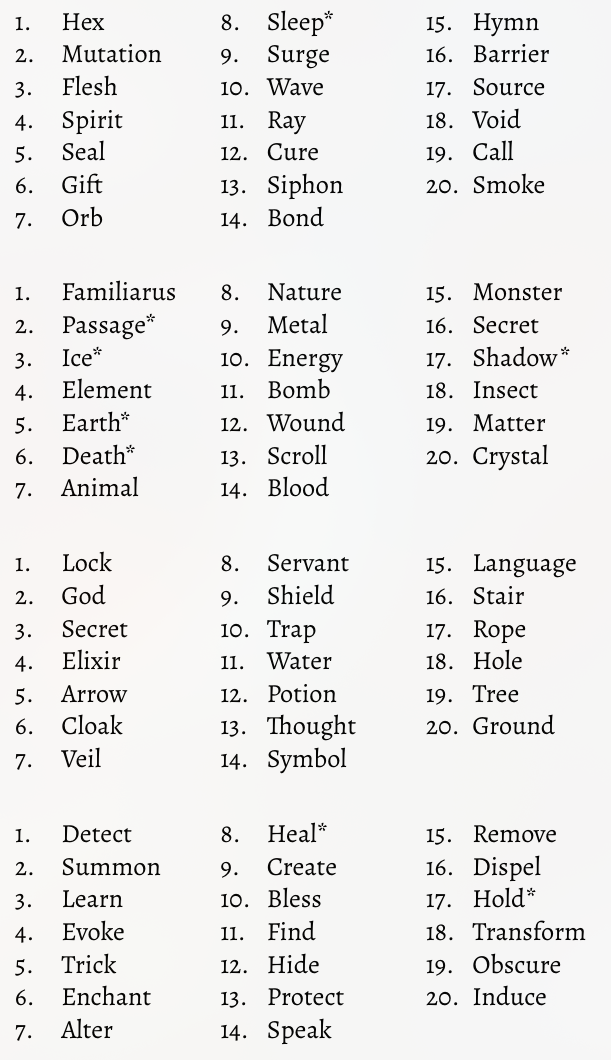 1. Hex 8. Sleep* 15. Hymn
2. Mutation 9. Surge 16. Barrier
3. Flesh 10. Wave 17. Source
4. Spirit 11. Ray 18. Void
5. Seal 12. Cure 19. Call
6. Gift 13. Siphon 20. Smoke
7. Orb 14. Bond
1. Familiarus 8. Nature 15. Monster
2. Passage* 9. Metal 16. Secret
3. Ice* 10. Energy 17. Shadow*
4. Element 11. Bomb 18. Insect
5. Earth* 12. Wound 19. Matter
6. Death* 13. Scroll 20. Crystal
7. Animal 14. Blood
1. Lock 8. Servant 15. Language
2. God 9. Shield 16. Stair
3. Secret 10. Trap 17. Rope
4. Elixir 11. Water 18. Hole
5. Arrow 12. Potion 19. Tree
6. Cloak 13. Thought 20. Ground
7. Veil 14. Symbol
1. Detect 8. Heal* 15. Remove
2. Summon 9. Create 16. Dispel
3. Learn 10. Bless 17. Hold*
4. Evoke 11. Find 18. Transform
5. Trick 12. Hide 19. Obscure
6. Enchant 13. Protect 20. Induce
7. Alter 14. Speak